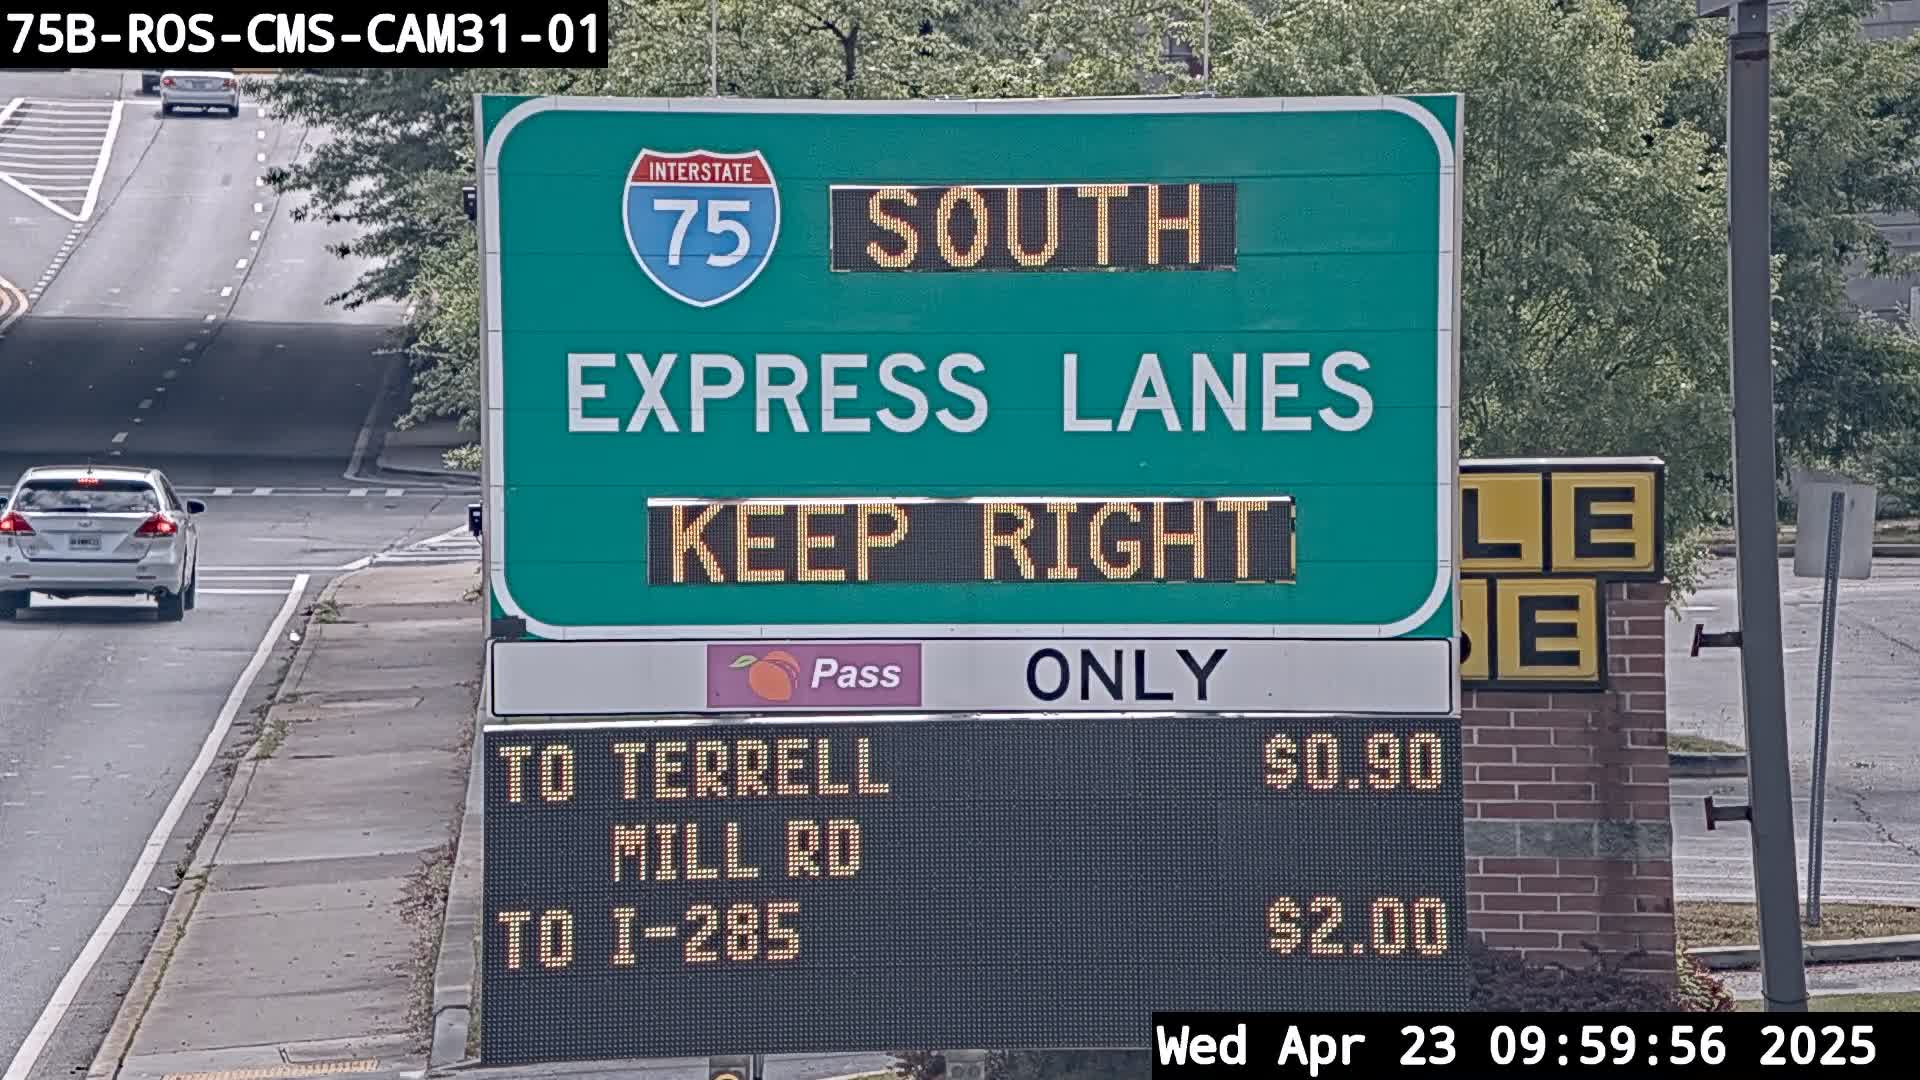 75B-ROS-CMS-CAM31-01
INTERSTATE
75
SOUTH
EXPRESS LANES
KEEP RIGHT
LE
E
Pass ONLY
TO TERRELL $0.90
MILL RD
TO I-285 $2.00
Wed Apr 23 09:59:56 2025